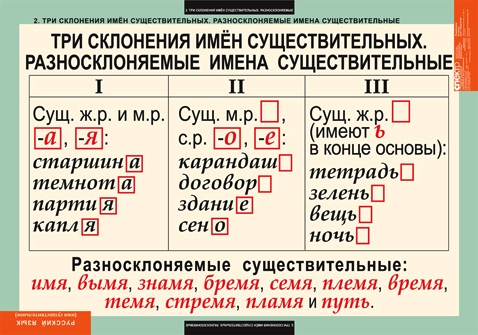 2. ТРИ СКЛОНЕНИЯ ИМЁН СУЩЕСТВИТЕЛЬНЫХ. РАЗНОСКЛОНЯЕМЫЕ ИМЕНА СУЩЕСТВИТЕЛЬНЫЕ
ТРИ СКЛОНЕНИЯ ИМЁН СУЩЕСТВИТЕЛЬНЫХ.
РАЗНОСКЛОНЯЕМЫЕ ИМЕНА СУЩЕСТВИТЕЛЬНЫЕ
I
Сущ. ж.р. и м.р.
-а, -я:
старшина
темнота
партия
капля
II
Сущ. м.р. ,
с.р. -о, -е:
карандаш
договор
здание
сено
III
Сущ. ж.р.
(имеют ь
в конце основы):
тетрадь
зелень
вещь
ночь
Разносклоняемые существительные:
имя, вымя, знамя, бремя, семя, племя, время,
темя, стремя, пламя и путь.
РУССКИЙ ЯЗЫК